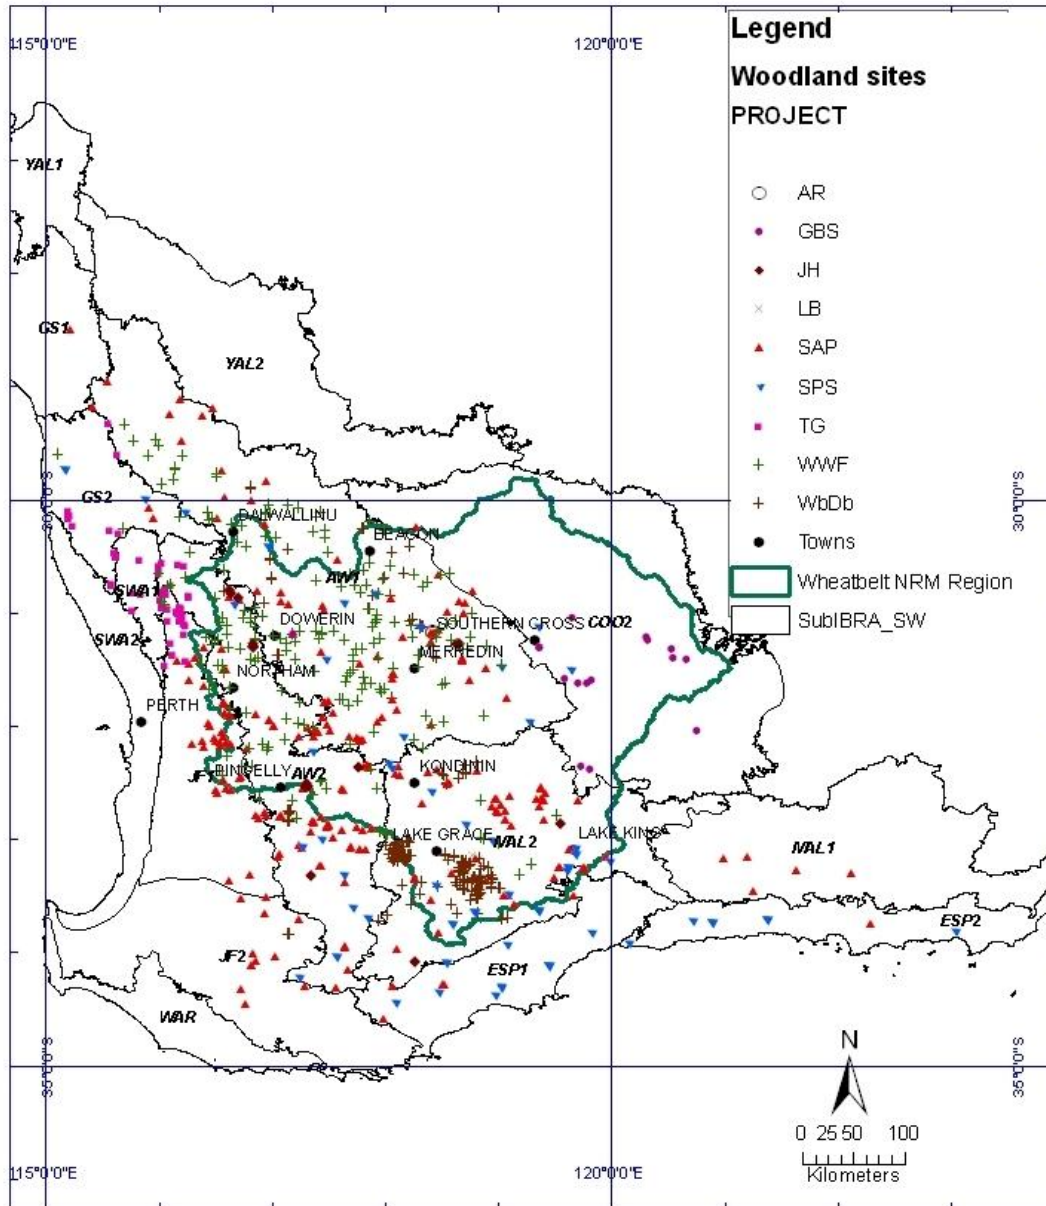 115°0'0"E
120°0'0"E
Legend
Woodland sites
PROJECT
AR
GBS
JH
LB
SAP
SPS
TG
WWF
WbDb
Towns
Wheatbelt NRM Region
SubIBRA_SW
YAL1
GS1
YAL2
GS2
30°0'0"S
30°0'0"S
DALWALLINU
BEACON
AW1
SWA1
DOWERIN
SOUTHERN CROSS
COO2
SWA2
MERREDIN
NORTHAM
PERTH
PINGELLY
AW2
KONDININ
LAKE GRACE
MAL2
LAKE KING
MAL1
ESP2
JF2
ESP1
WAR
N
35°0'0"S
35°0'0"S
0 25 50 100
Kilometers
115°0'0"E
120°0'0"E